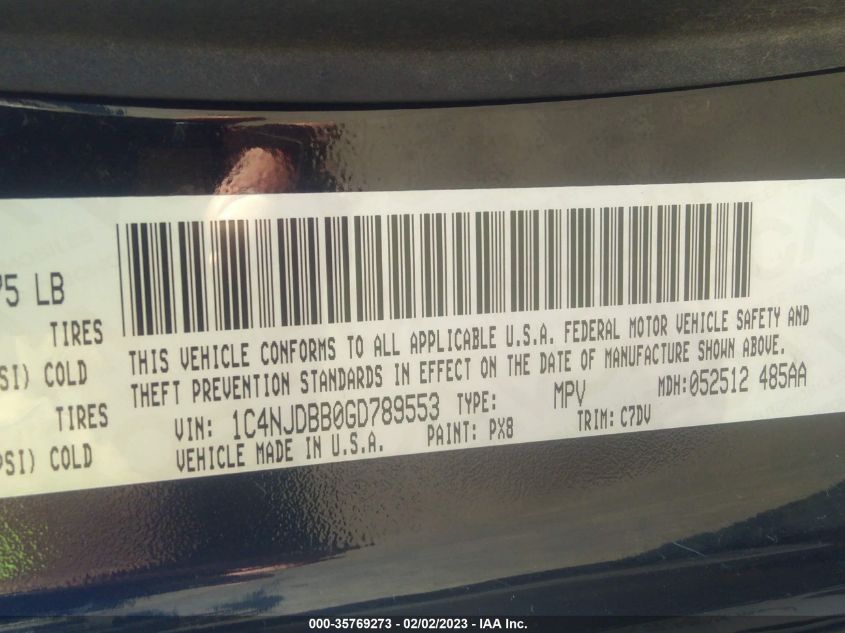 75 LB
TIRES
SI) COLD
TIRES
PSI) COLD
THIS VEHICLE CONFORMS TO ALL APPLICABLE U.S.A. FEDERAL MOTOR VEHICLE SAFETY AND
THEFT PREVENTION STANDARDS IN EFFECT ON THE DATE OF MANUFACTURE SHOWN ABOVE.
VIN: 1C4NJDBB0GD789553 TYPE: MPV MDH:052512 485AA
VEHICLE MADE IN U.S.A. PAINT: PX8 TRIM: C7DV
000-35769273 - 02/02/2023 - IAA Inc.